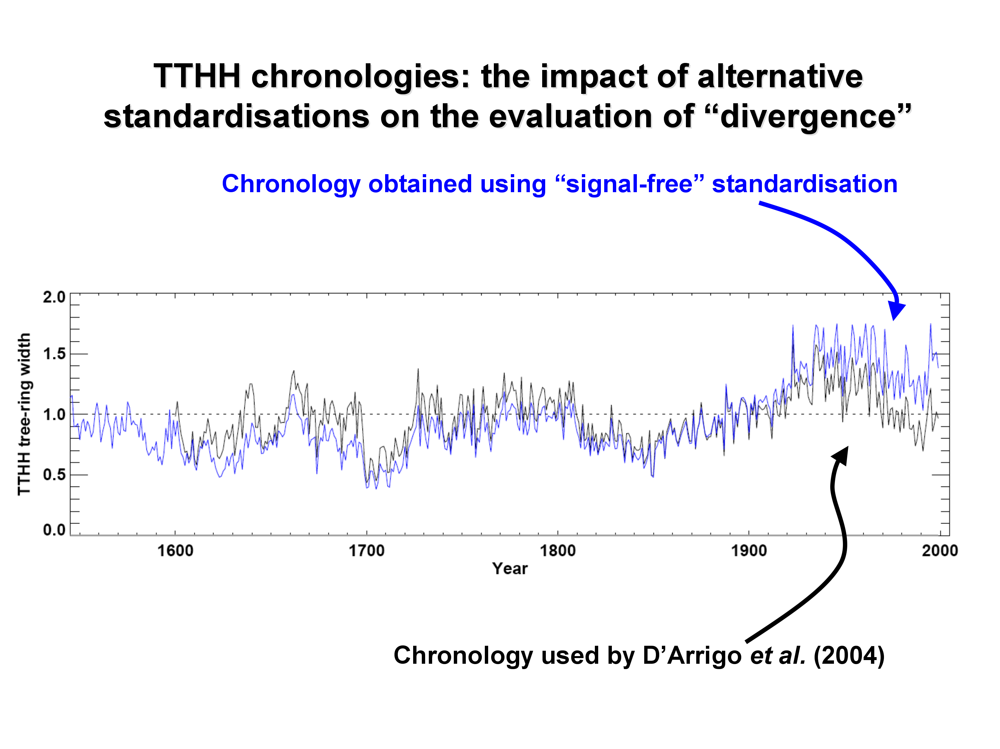 TTHH chronologies: the impact of alternative
standardisations on the evaluation of “divergence”
Chronology obtained using “signal-free” standardisation
2.0
1.5
1.0
0.5
0.0
TTHH tree-ring width
1600
1700
1800
1900
2000
Year
Chronology used by D’Arrigo et al. (2004)